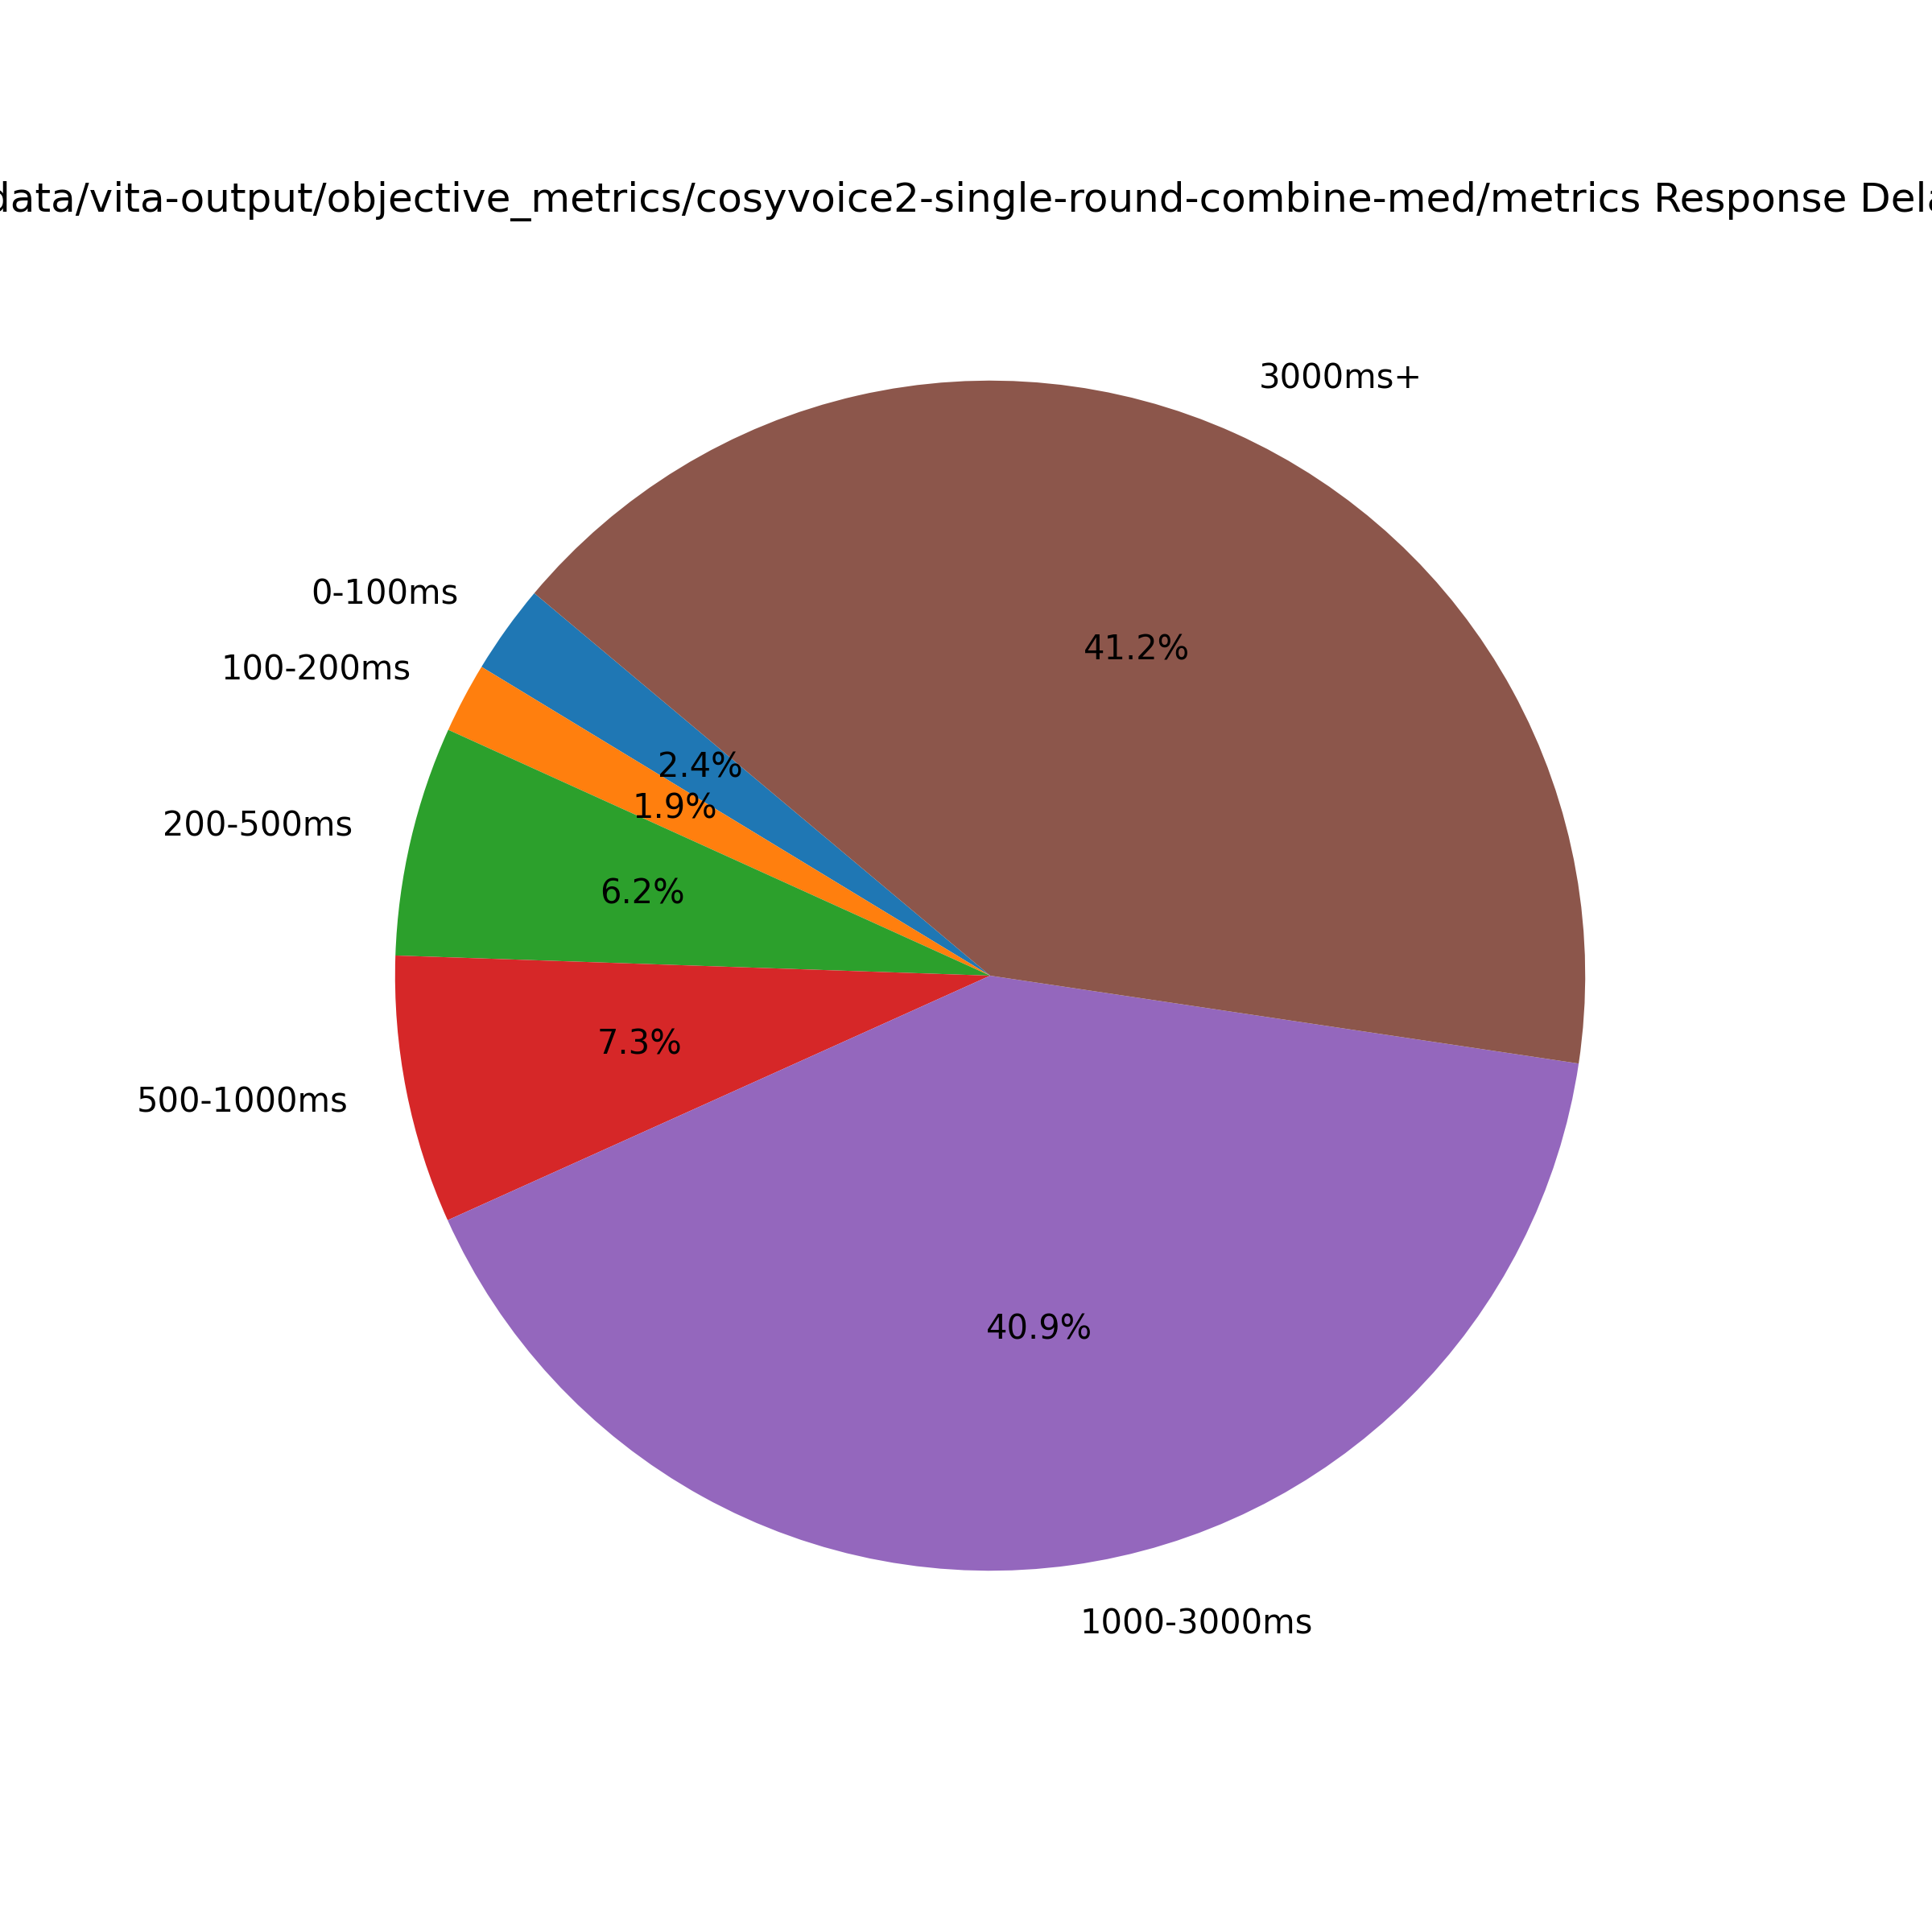 data/vita-output/objective_metrics/cosyvoice2-single-round-combine-med/metrics Response Dela
3000ms+
41.2%
0-100ms
2.4%
100-200ms
1.9%
200-500ms
6.2%
500-1000ms
7.3%
40.9%
1000-3000ms